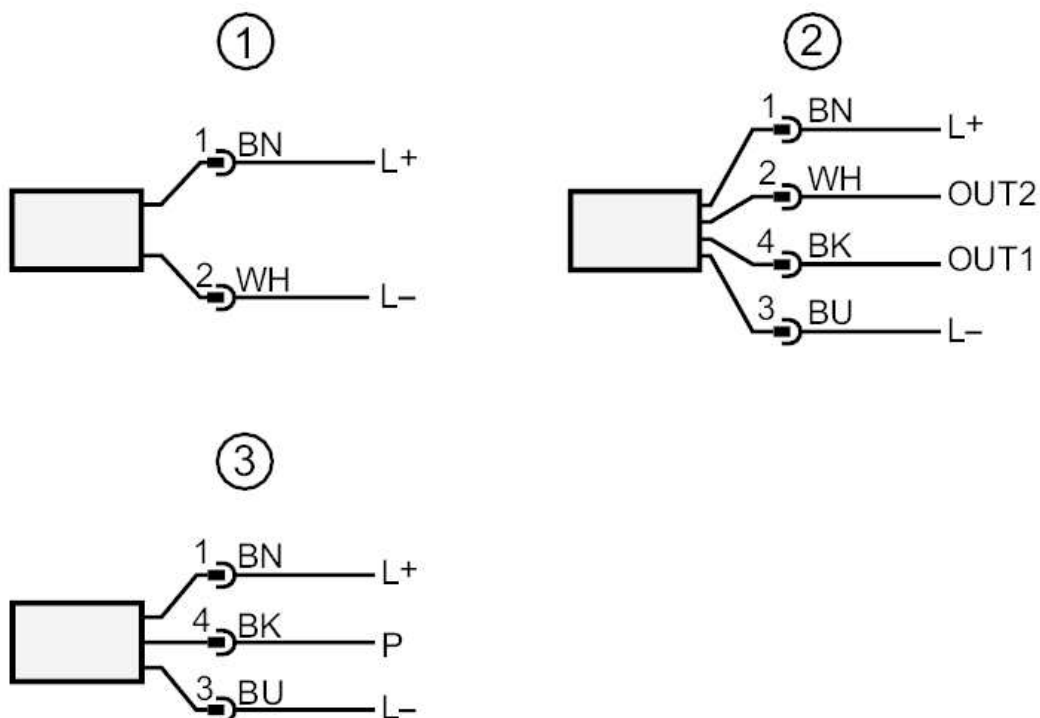 1
1 BN L+
2 WH L–
2
1 BN L+
2 WH OUT2
4 BK OUT1
3 BU L–
3
1 BN L+
4 BK P
3 BU L–